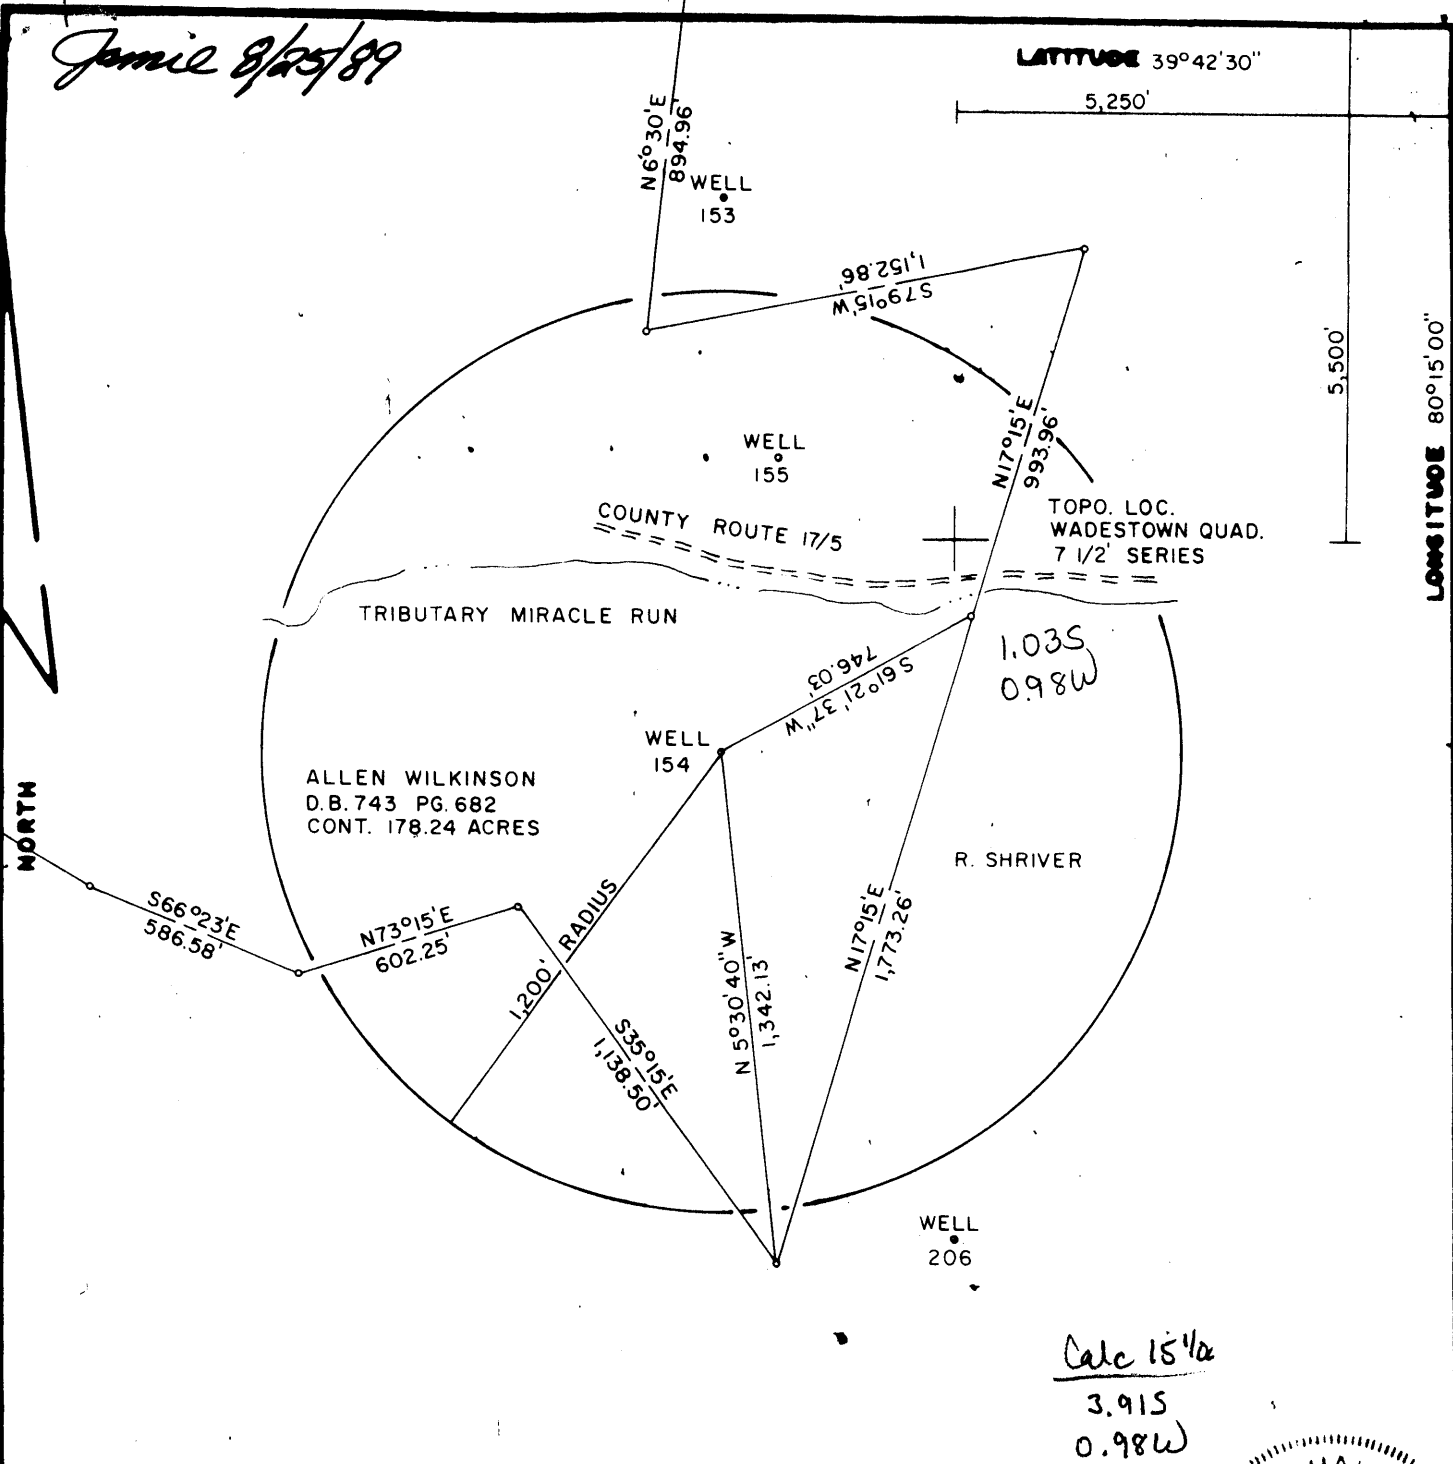 Jamie 8/25/89
LATITUDE 39°42'30"
5,250'
N6°30'E
894.96'
WELL
153
1,152.86'
S79°15'W
5,500'
LONGITUDE 80°15'00"
N17°15'E
993.96'
WELL
155
COUNTY ROUTE 17/5
TOPO. LOC.
WADESTOWN QUAD.
7 1/2' SERIES
TRIBUTARY MIRACLE RUN
1.03S
0.98W
746.03'
S61°21'37"W
WELL
154
ALLEN WILKINSON
D.B.743 PG.682
CONT. 178.24 ACRES
NORTH
R. SHRIVER
S66°23'E
586.58'
N73°15'E
602.25'
RADIUS
1,200'
N17°15'E
1,773.26'
N 5°30'40"W
1,342.13'
S35°15'E
1,138.50'
WELL
206
Calc 15'
3.91S
0.98W